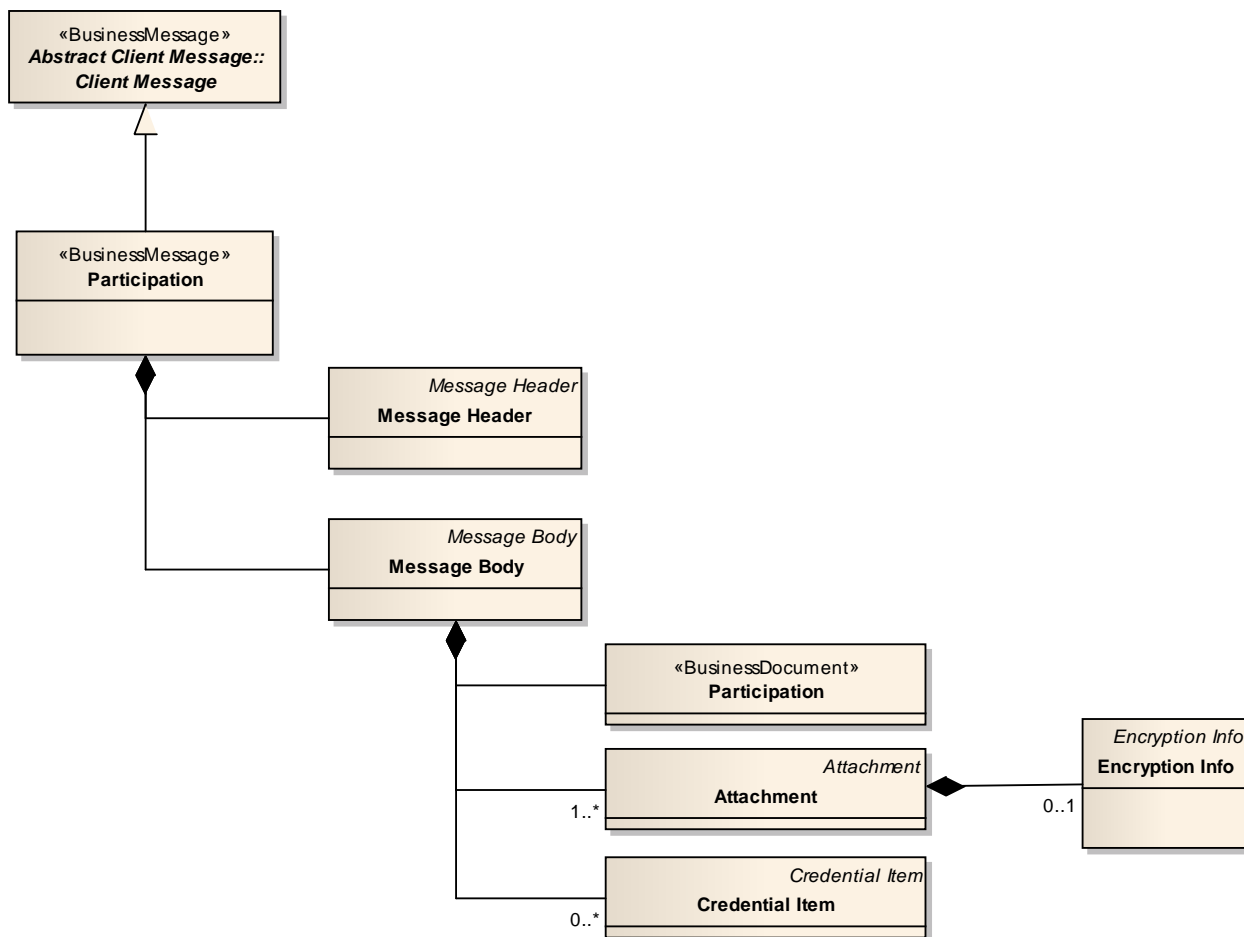 «BusinessMessage»
Abstract Client Message::
Client Message
«BusinessMessage»
Participation
Message Header
Message Header
Message Body
Message Body
«BusinessDocument»
Participation
Attachment
Attachment
1..*
Encryption Info
Encryption Info
0..1
Credential Item
Credential Item
0..*